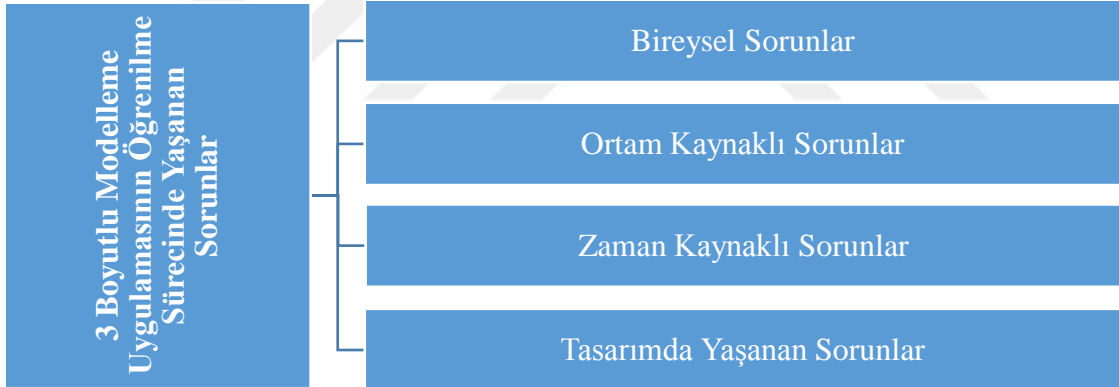 3 Boyutlu Modelleme
Uygulamasının Öğrenilme
Sürecinde Yaşanan
Sorunlar
Bireysel Sorunlar
Ortam Kaynaklı Sorunlar
Zaman Kaynaklı Sorunlar
Tasarımda Yaşanan Sorunlar